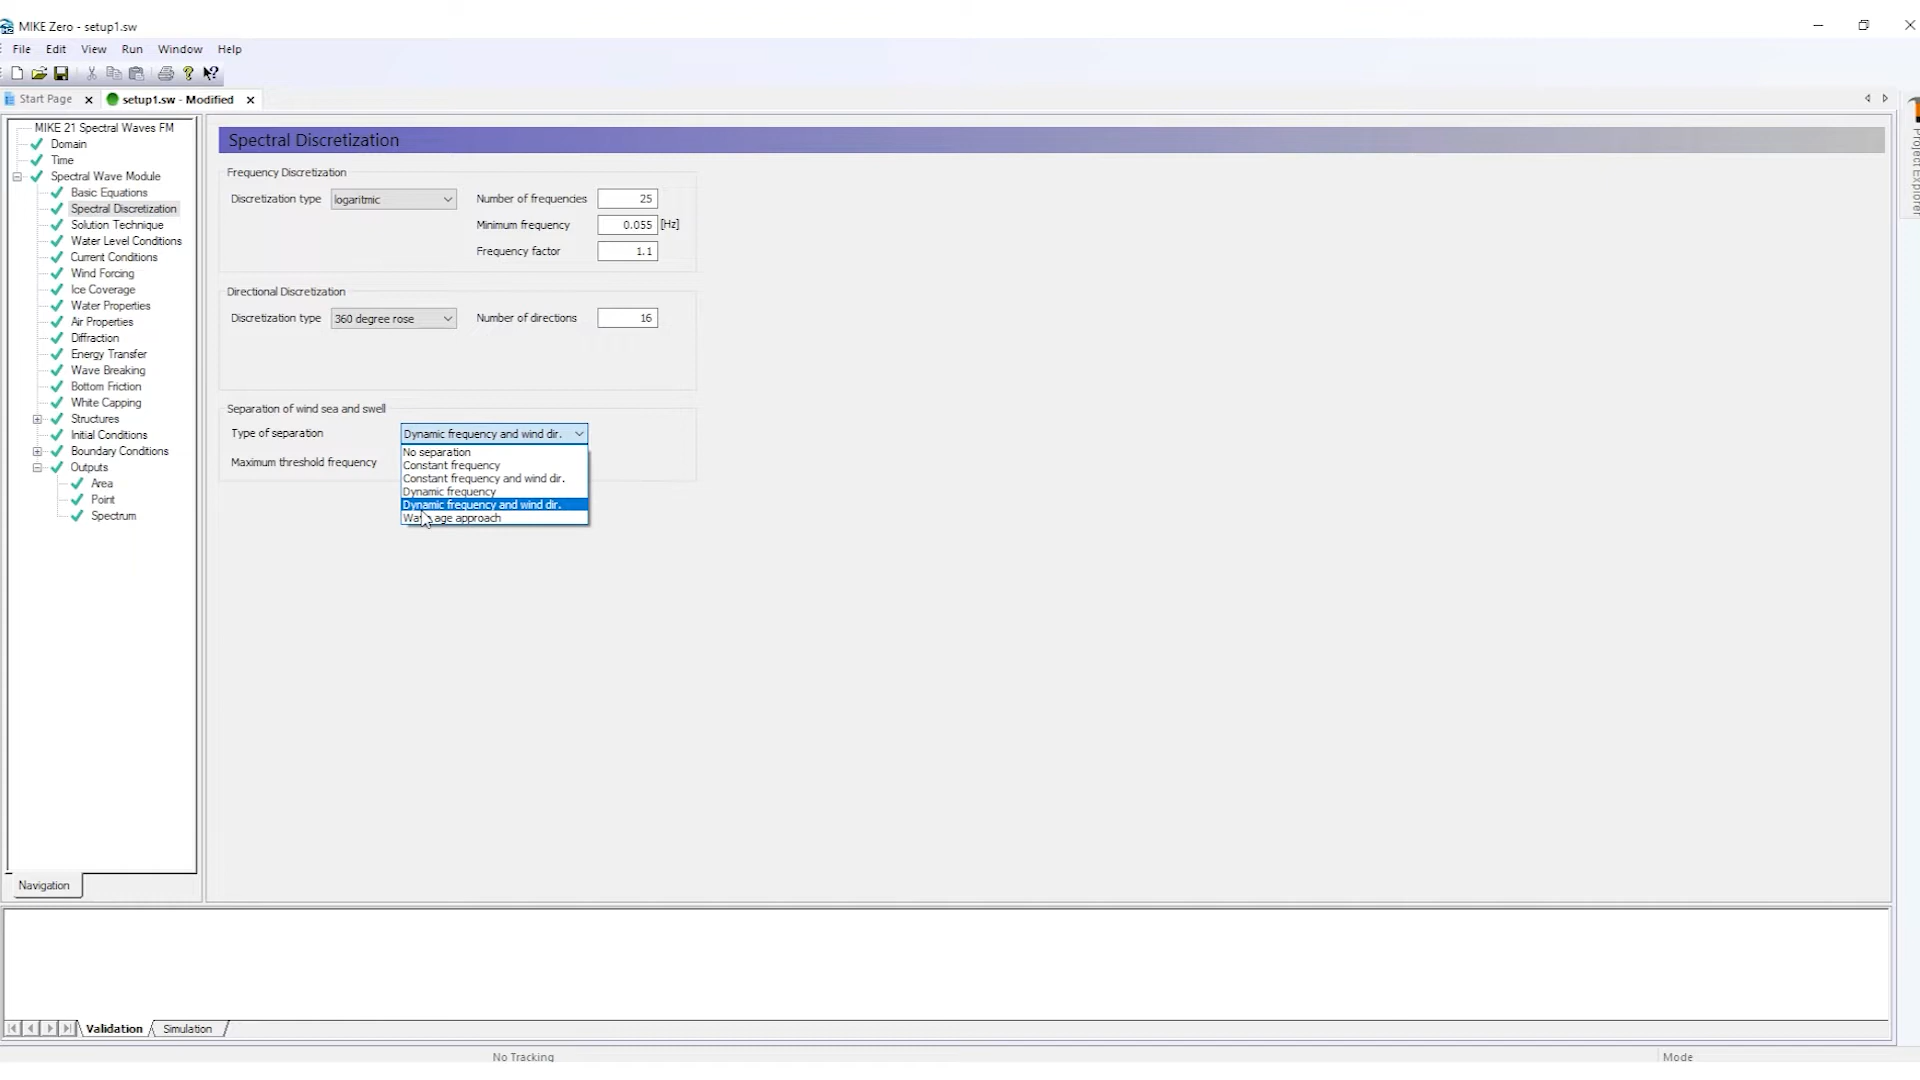 MIKE Zero - setup1.sw
File Edit View Run Window Help
Start Page setup1.sw - Modified
MIKE 21 Spectral Waves FM
Domain
Time
Spectral Wave Module
Basic Equations
Spectral Discretization
Solution Technique
Water Level Conditions
Current Conditions
Wind Forcing
Ice Coverage
Water Properties
Air Properties
Diffraction
Energy Transfer
Wave Breaking
Bottom Friction
White Capping
Structures
Initial Conditions
Boundary Conditions
Outputs
Area
Point
Spectrum
Navigation
Spectral Discretization
Frequency Discretization
Discretization type logaritmic Number of frequencies 25
Minimum frequency 0.055 [Hz]
Frequency factor 1.1
Directional Discretization
Discretization type 360 degree rose Number of directions 16
Separation of wind sea and swell
Type of separation Dynamic frequency and wind dir.
Maximum threshold frequency
No separation
Constant frequency
Constant frequency and wind dir.
Dynamic frequency
Dynamic frequency and wind dir.
Wave age approach
Project Explorer
Validation Simulation
No Tracking Mode